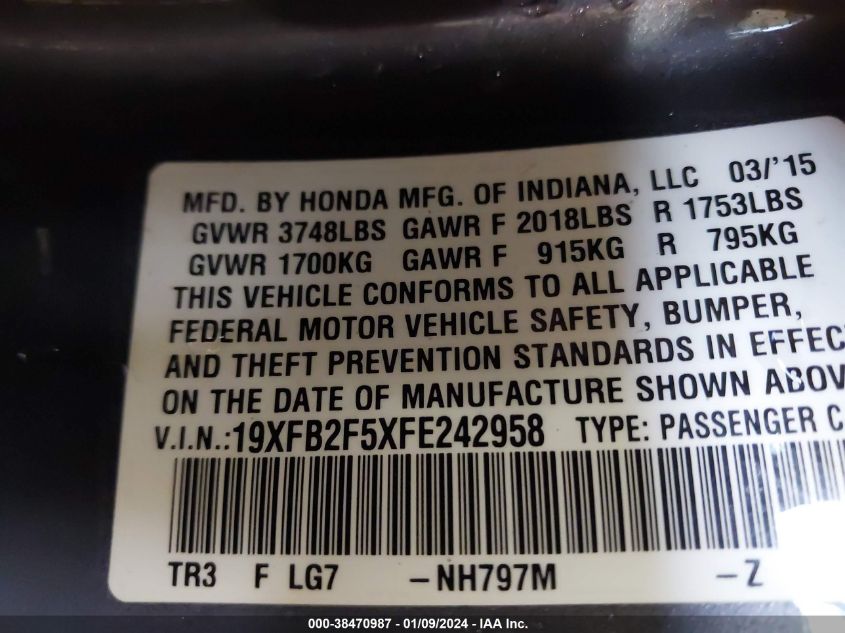 MFD. BY HONDA MFG. OF INDIANA, LLC 03/'15
GVWR 3748LBS GAWR F 2018LBS R 1753LBS
GVWR 1700KG GAWR F 915KG R 795KG
THIS VEHICLE CONFORMS TO ALL APPLICABLE
FEDERAL MOTOR VEHICLE SAFETY, BUMPER,
AND THEFT PREVENTION STANDARDS IN EFFEC
ON THE DATE OF MANUFACTURE SHOWN ABOV
V.I.N.:19XFB2F5XFE242958 TYPE: PASSENGER C
TR3 F LG7 -NH797M -Z
000-38470987 - 01/09/2024 - IAA Inc.